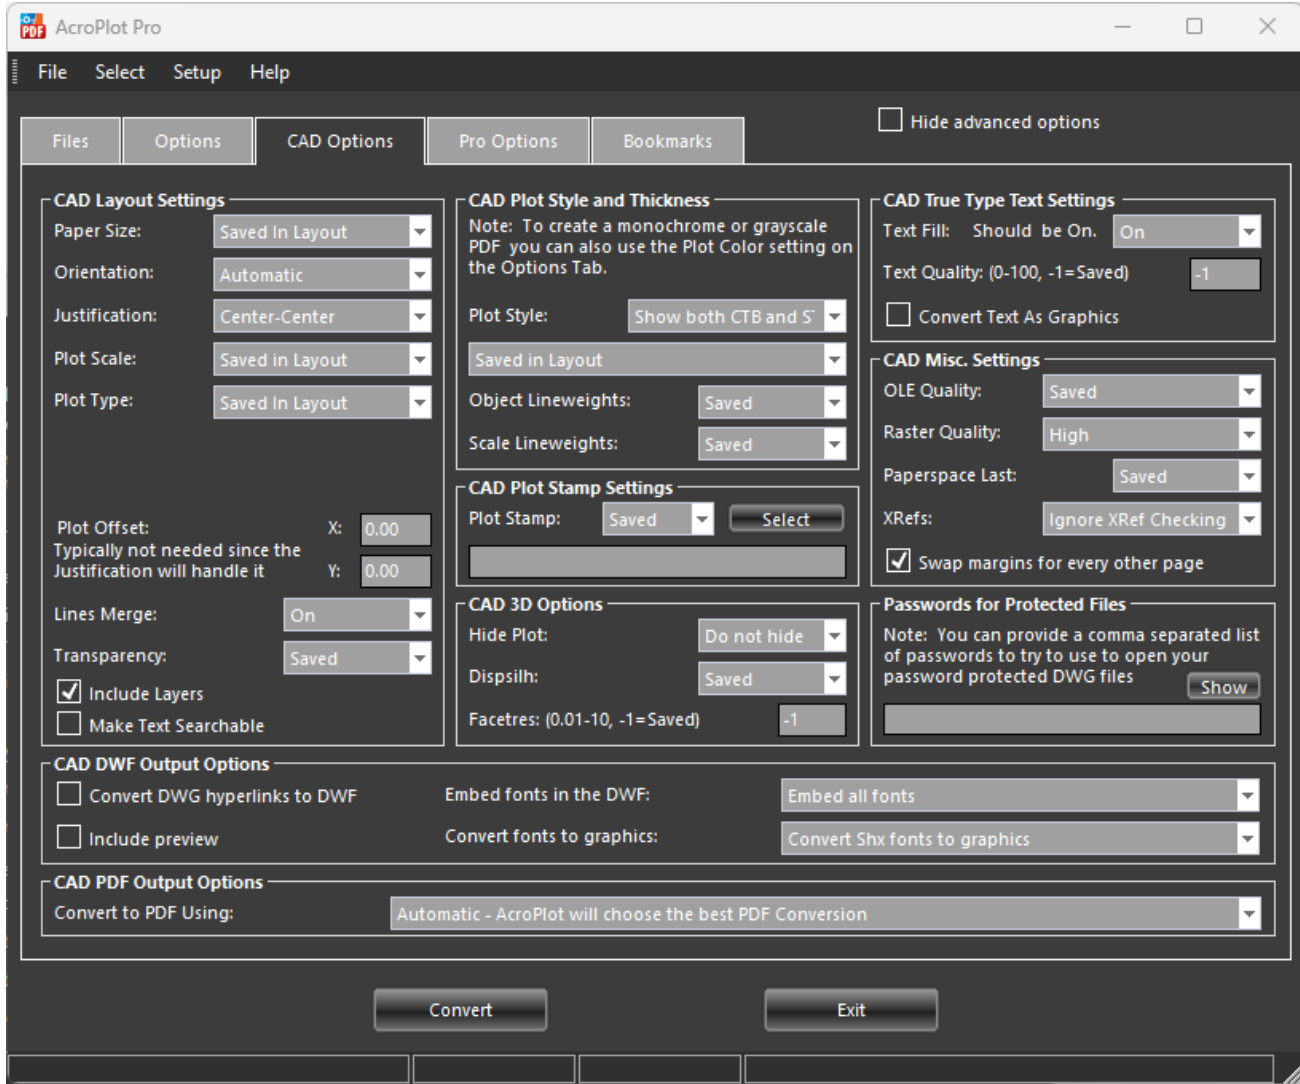 AcroPlot Pro
File Select Setup Help
Hide advanced options
Files Options CAD Options Pro Options Bookmarks
CAD Layout Settings
Paper Size: Saved In Layout
Orientation: Automatic
Justification: Center-Center
Plot Scale: Saved in Layout
Plot Type: Saved In Layout
Plot Offset: X: 0.00
Typically not needed since the
Justification will handle it Y: 0.00
Lines Merge: On
Transparency: Saved
Include Layers
Make Text Searchable
CAD Plot Style and Thickness
Note: To create a monochrome or grayscale
PDF you can also use the Plot Color setting on
the Options Tab.
Plot Style: Show both CTB and S
Saved in Layout
Object Lineweights: Saved
Scale Lineweights: Saved
CAD Plot Stamp Settings
Plot Stamp: Saved Select
CAD 3D Options
Hide Plot: Do not hide
Dispsilh: Saved
Facetres: (0.01-10, -1=Saved) -1
CAD True Type Text Settings
Text Fill: Should be On. On
Text Quality: (0-100, -1=Saved) -1
Convert Text As Graphics
CAD Misc. Settings
OLE Quality: Saved
Raster Quality: High
Paperspace Last: Saved
XRefs: Ignore XRef Checking
Swap margins for every other page
Passwords for Protected Files
Note: You can provide a comma separated list
of passwords to try to use to open your
password protected DWG files Show
CAD DWF Output Options
Convert DWG hyperlinks to DWF Embed fonts in the DWF: Embed all fonts
Include preview Convert fonts to graphics: Convert Shx fonts to graphics
CAD PDF Output Options
Convert to PDF Using: Automatic - AcroPlot will choose the best PDF Conversion
Convert Exit